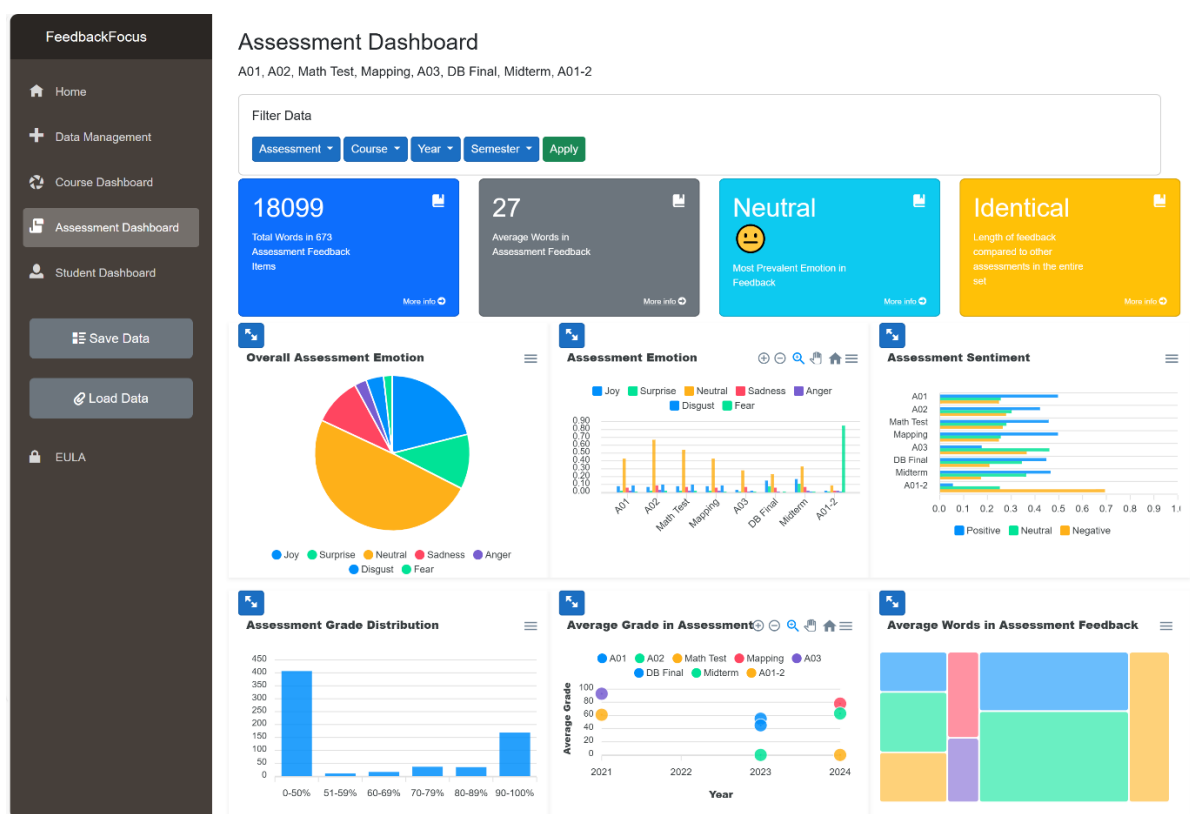 FeedbackFocus
Home
Data Management
Course Dashboard
Assessment Dashboard
Student Dashboard
Save Data
Load Data
EULA
Assessment Dashboard
A01, A02, Math Test, Mapping, A03, DB Final, Midterm, A01-2
Filter Data
Assessment Course Year Semester Apply
18099
Total Words in 673
Assessment Feedback
Items
More info
27
Average Words in
Assessment Feedback
More info
Neutral
Most Prevalent Emotion in
Feedback
More info
Identical
Length of feedback
compared to other
assessments in the entire
set
More info
Overall Assessment Emotion
Joy Surprise Neutral Sadness Anger
Disgust Fear
Assessment Emotion
Joy Surprise Neutral Sadness Anger
Disgust Fear
0.90
0.80
0.70
0.60
0.50
0.40
0.30
0.20
0.10
0.00
A01 A02 Math Test Mapping A03 DB Final Midterm A01-2
Assessment Sentiment
A01
A02
Math Test
Mapping
A03
DB Final
Midterm
A01-2
0.0 0.1 0.2 0.3 0.4 0.5 0.6 0.7 0.8 0.9 1.
Positive Neutral Negative
Assessment Grade Distribution
450
400
350
300
250
200
150
100
50
0
0-50% 51-59% 60-69% 70-79% 80-89% 90-100%
Average Grade in Assessment
A01 A02 Math Test Mapping A03
DB Final Midterm A01-2
Average Grade
100
80
60
40
20
0
2021 2022 2023 2024
Year
Average Words in Assessment Feedback